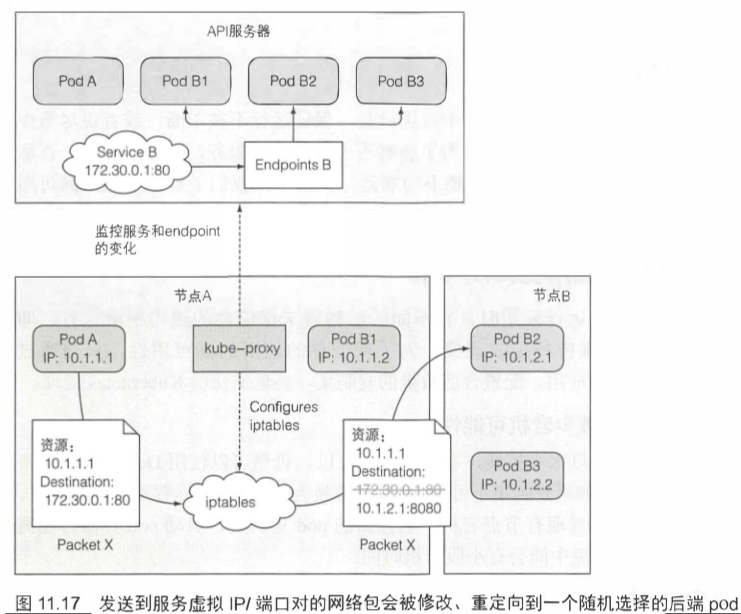 API服务器
Pod A
Pod B1
Pod B2
Pod B3
Service B
172.30.0.1:80
Endpoints B
监控服务和endpoint
的变化
节点A
节点B
Pod A
IP: 10.1.1.1
kube-proxy
Pod B1
IP: 10.1.1.2
Pod B2
IP: 10.1.2.1
Configures
iptables
资源:
10.1.1.1
Destination:
172.30.0.1:80
Packet X
iptables
资源:
10.1.1.1
Destination:
172.30.0.1:80
10.1.2.1:8080
Packet X
Pod B3
IP: 10.1.2.2
图 11.17 发送到服务虚拟 IP/ 端口对的网络包会被修改、重定向到一个随机选择的后端 pod